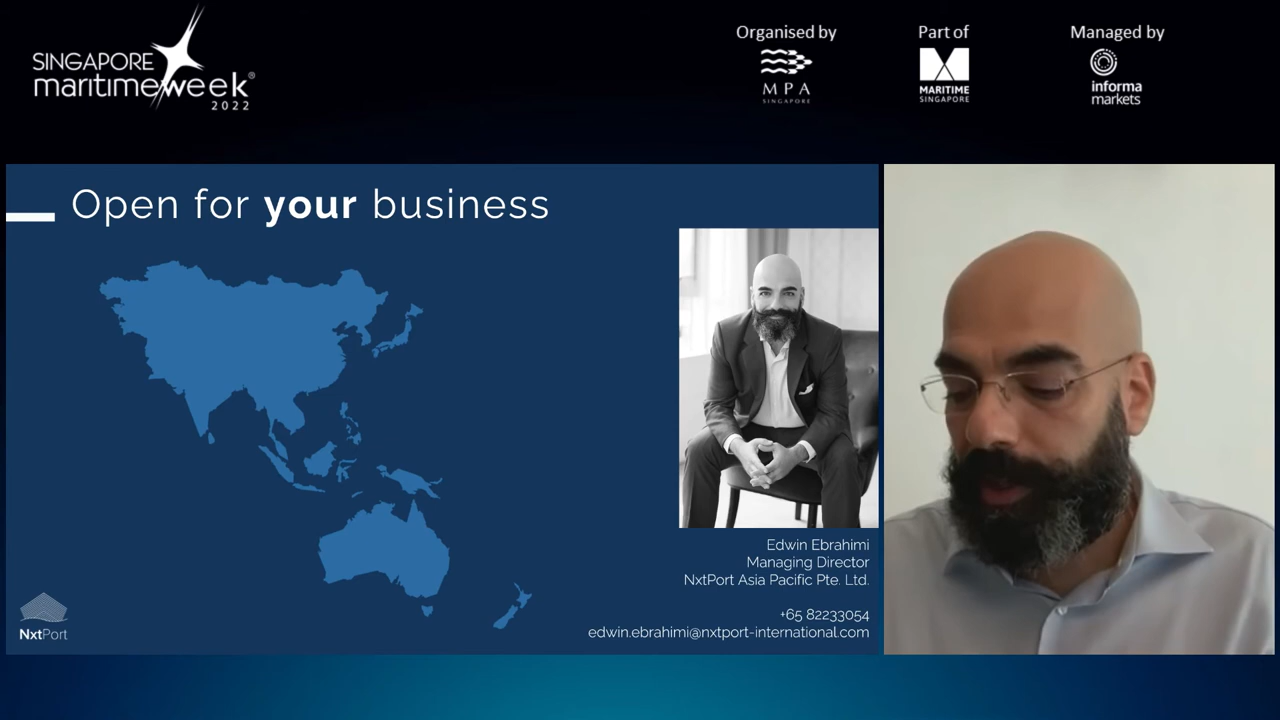 SINGAPORE
maritimeweek®
2022
Organised by
MPA
SINGAPORE
Part of
MARITIME
SINGAPORE
Managed by
informa
markets
Open for your business
Edwin Ebrahimi
Managing Director
NxtPort Asia Pacific Pte. Ltd.
+65 82233054
edwin.ebrahimi@nxtport-international.com
NxtPort